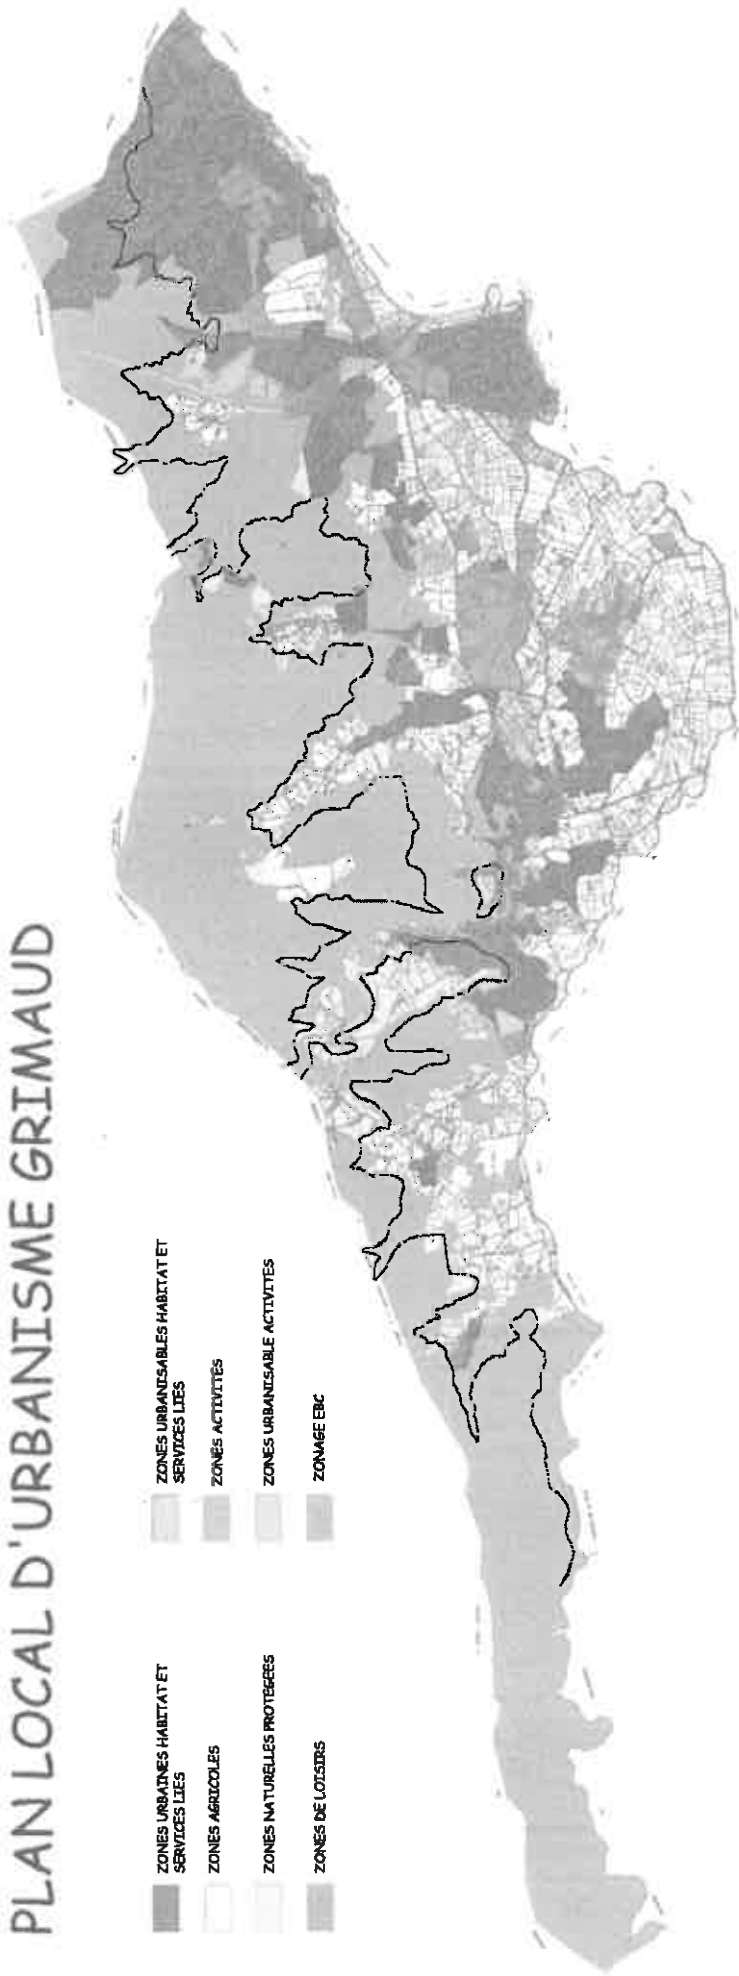 PLAN LOCAL D'URBANISME GRIMAUD
ZONES URBAINES HABITAT ET
SERVICES LIES
ZONES AGRICOLES
ZONES NATURELLES PROTEGEES
ZONES DE LOISIRS
ZONES URBANISABLES HABITAT ET
SERVICES LIES
ZONES ACTIVITÉS
ZONES URBANISABLE ACTIVITES
ZONAGE EBC